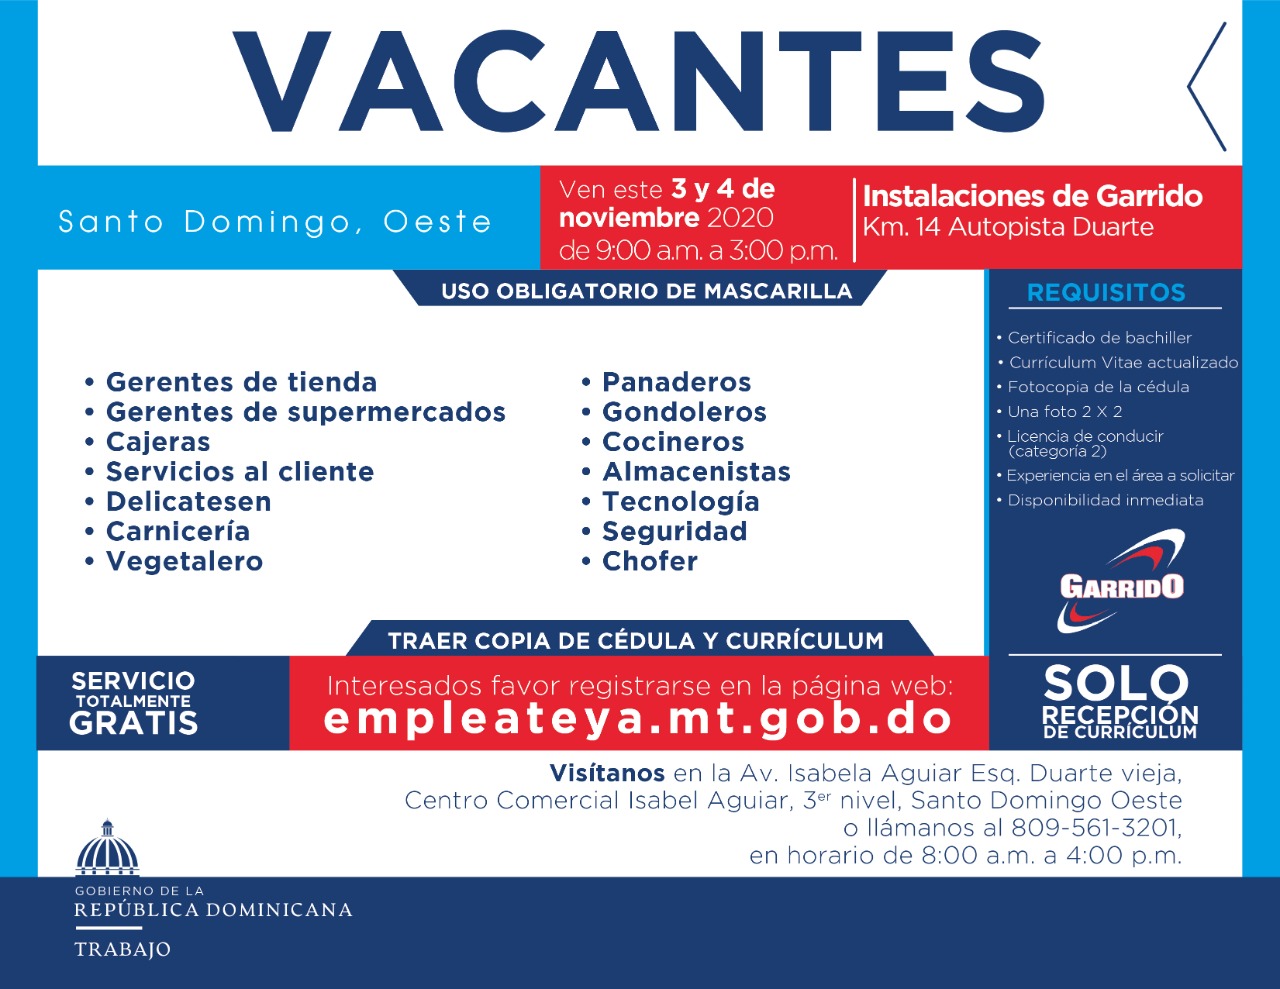 VACANTES
Santo Domingo, Oeste
Ven este 3 y 4 de
noviembre 2020
de 9:00 a.m. a 3:00 p.m.
Instalaciones de Garrido
Km. 14 Autopista Duarte
USO OBLIGATORIO DE MASCARILLA
• Gerentes de tienda
• Gerentes de supermercados
• Cajeras
• Servicios al cliente
• Delicatesen
• Carnicería
• Vegetalero
• Panaderos
• Gondoleros
• Cocineros
• Almacenistas
• Tecnología
• Seguridad
• Chofer
REQUISITOS
• Certificado de bachiller
• Currículum Vitae actualizado
• Fotocopia de la cédula
• Una foto 2 X 2
• Licencia de conducir
(categoría 2)
• Experiencia en el área a solicitar
• Disponibilidad inmediata
GARRIDO
TRAER COPIA DE CÉDULA Y CURRÍCULUM
SERVICIO
TOTALMENTE
GRATIS
Interesados favor registrarse en la página web:
empleateya.mt.gob.do
SOLO
RECEPCIÓN
DE CURRÍCULUM
Visítanos en la Av. Isabela Aguiar Esq. Duarte vieja,
Centro Comercial Isabel Aguiar, 3er nivel, Santo Domingo Oeste
o llámanos al 809-561-3201,
en horario de 8:00 a.m. a 4:00 p.m.
GOBIERNO DE LA
REPÚBLICA DOMINICANA
TRABAJO